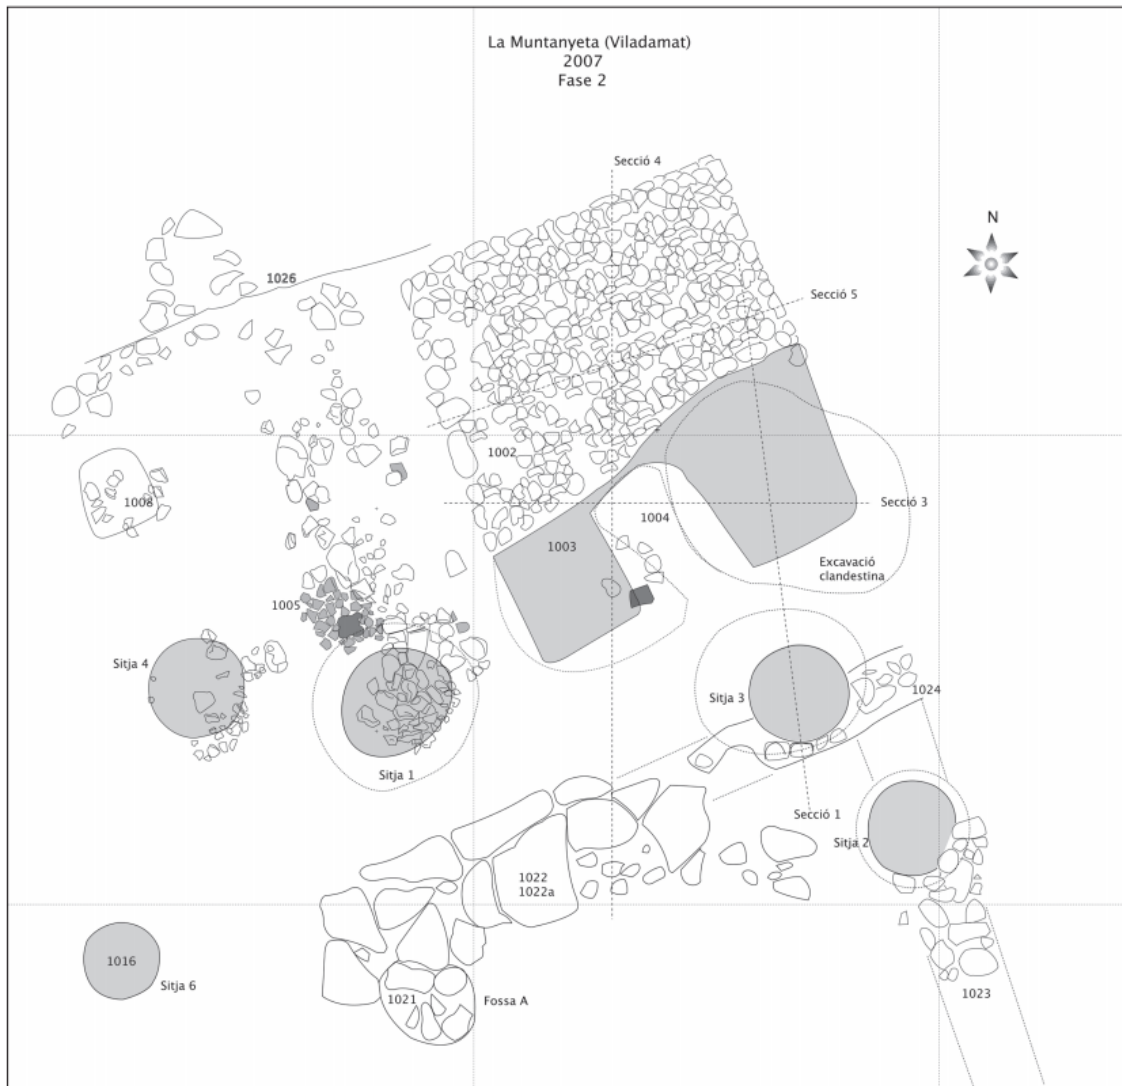 La Muntanyeta (Viladamat)
2007
Fase 2
Secció 4
N
1026
Secció 5
1002
1008
Secció 3
1004
1003
Excavació
clandestina
1005
Sitja 4
Sitja 3
1024
Sitja 1
Secció 1
Sitja 2
1022
1022a
1016
Sitja 6
1021
Fossa A
1023